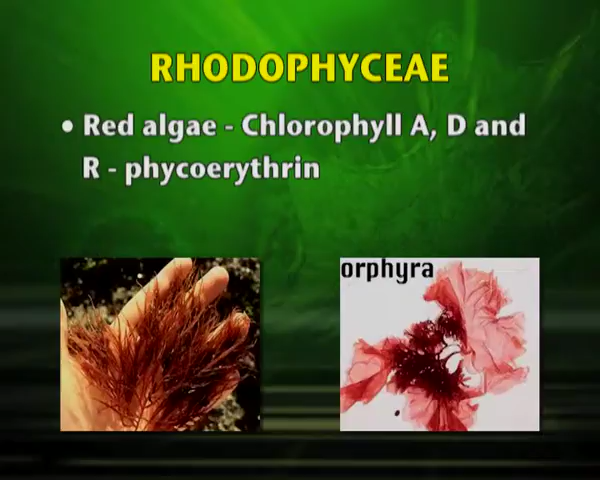 RHODOPHYCEAE
• Red algae - Chlorophyll A, D and
R - phycoerythrin
orphyra